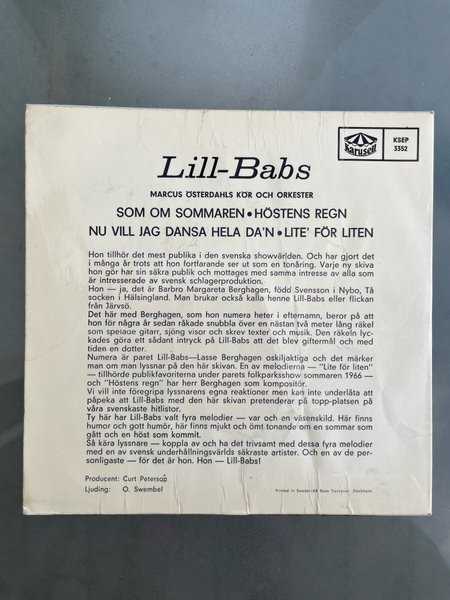 Lill-Babs
Karusell
KSEP
3352
MARCUS ÖSTERDAHLS KÖR OCH ORKESTER
SOM OM SOMMAREN • HÖSTENS REGN
NU VILL JAG DANSA HELA DA'N • LITE' FÖR LITEN
Hon tillhör det mest publika i den svenska showvärlden. Och har gjort det
i många år trots att hon fortfarande ser ut som en tonåring. Varje ny skiva
hon gör har sin säkra publik och mottages med samma intresse av alla som
är intresserade av svensk schlagerproduktion.
Hon — ja, det är Barbro Margareta Berghagen, född Svensson i Nybo, Tå
socken i Hälsingland. Man brukar också kalla henne Lill-Babs eller flickan
från Järvsö.
Det här med Berghagen, som hon numera heter i efternamn, beror på att
hon för några år sedan råkade snubbla över en nästan två meter lång räkel
som spelade gitarr, sjöng visor och skrev texter och musik. Den räkeln lyc-
kades göra ett sådant intryck på Lill-Babs att det blev giftermål och med
tiden en dotter.
Numera är paret Lill-Babs—Lasse Berghagen oskiljaktiga och det märker
man om man lyssnar på den här skivan. En av melodierna — "Lite för liten"
— tillhörde publikfavoriterna under parets folkparksshow sommaren 1966 —
och "Höstens regn" har herr Berghagen som kompositör.
Vi vill inte föregripa lyssnarens egna reaktioner men kan inte underlåta att
påpeka att Lill-Babs med den här skivan pretenderar på topp-platsen på
våra svenskaste hitlistor.
Ty här har Lill-Babs valt fyra melodier — var och en väsenskild. Här finns
humor och gott humör, här finns mjukt och ömt tonande om en sommar som
gått och en höst som kommit.
Så kära lyssnare — koppla av och ha det trivsamt med dessa fyra melodier
med en av svensk underhållningsvärlds säkraste artister. Och en av de per-
sonligaste — för det är hon. Hon — Lill-Babs!
Producent: Curt Peterson
Ljuding: O. Swembel
Printed in Sweden AB Stockholm